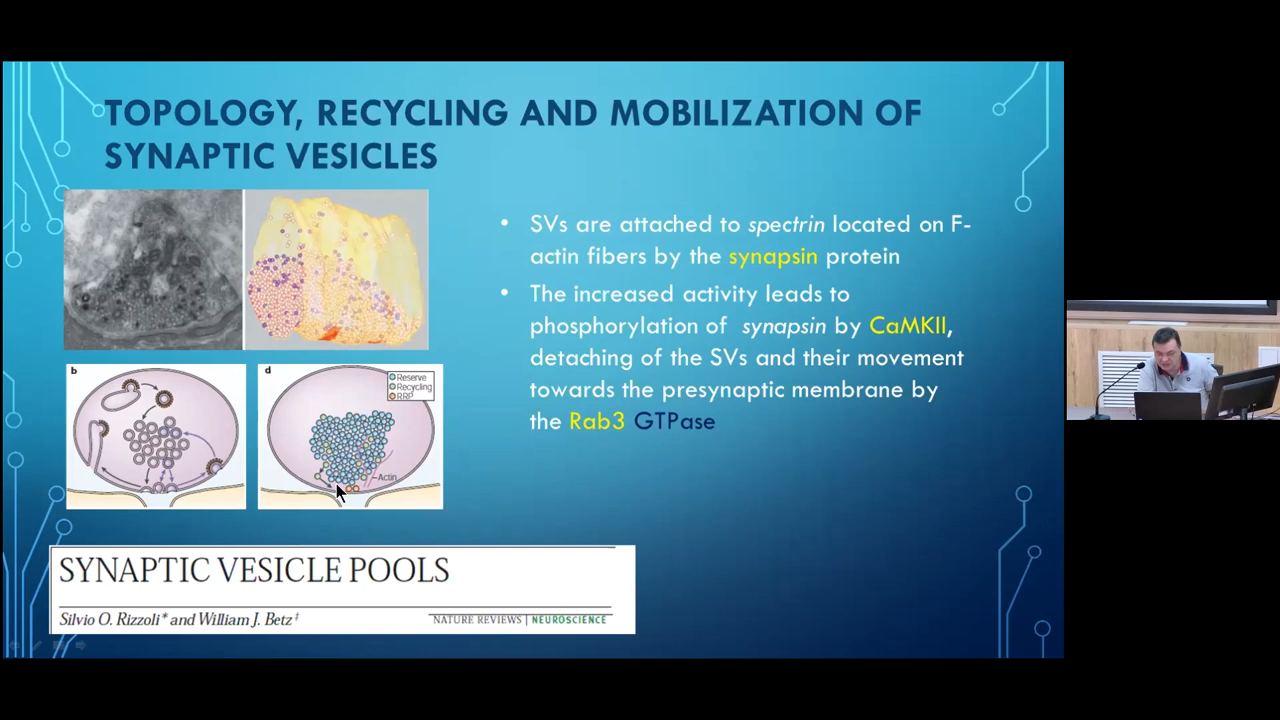 TOPOLOGY, RECYCLING AND MOBILIZATION OF
SYNAPTIC VESICLES
• SVs are attached to spectrin located on F-
actin fibers by the synapsin protein
• The increased activity leads to
phosphorylation of synapsin by CaMKII,
detaching of the SVs and their movement
towards the presynaptic membrane by
the Rab3 GTPase
b
d
Reserve
Recycling
RRP
Actin
SYNAPTIC VESICLE POOLS
Silvio O. Rizzoli* and William J. Betz‡
NATURE REVIEWS | NEUROSCIENCE